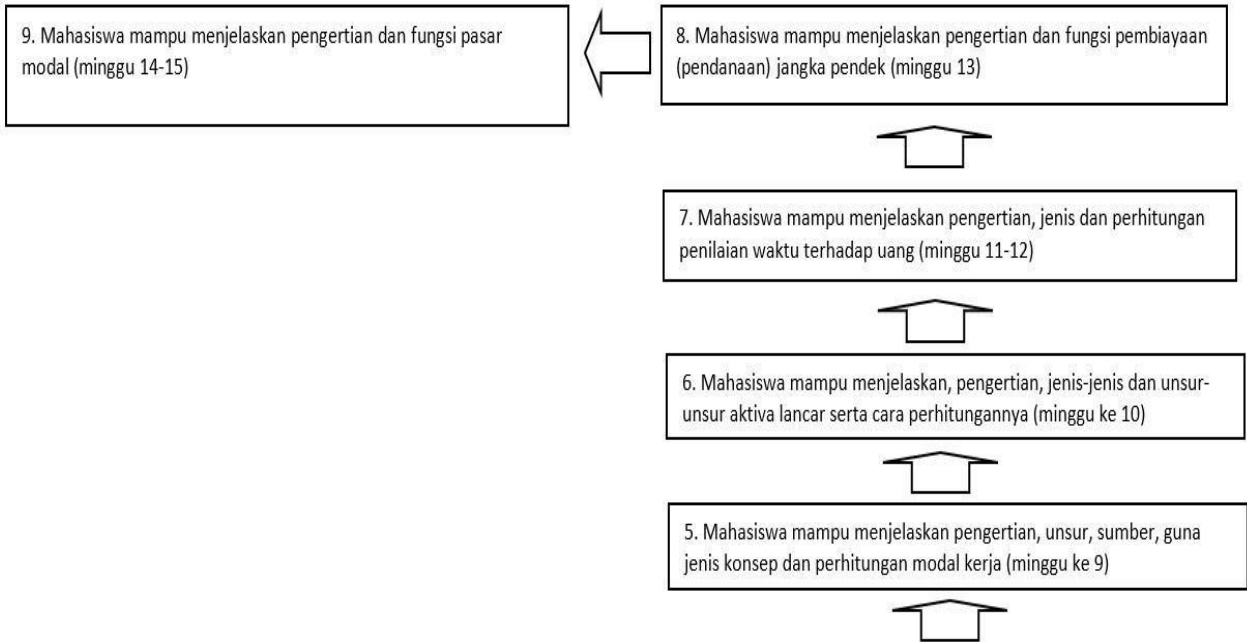 9. Mahasiswa mampu menjelaskan pengertian dan fungsi pasar
modal (minggu 14-15)
8. Mahasiswa mampu menjelaskan pengertian dan fungsi pembiayaan
(pendanaan) jangka pendek (minggu 13)
7. Mahasiswa mampu menjelaskan pengertian, jenis dan perhitungan
penilaian waktu terhadap uang (minggu 11-12)
6. Mahasiswa mampu menjelaskan, pengertian, jenis-jenis dan unsur-
unsur aktiva lancar serta cara perhitungannya (minggu ke 10)
5. Mahasiswa mampu menjelaskan pengertian, unsur, sumber, guna
jenis konsep dan perhitungan modal kerja (minggu ke 9)